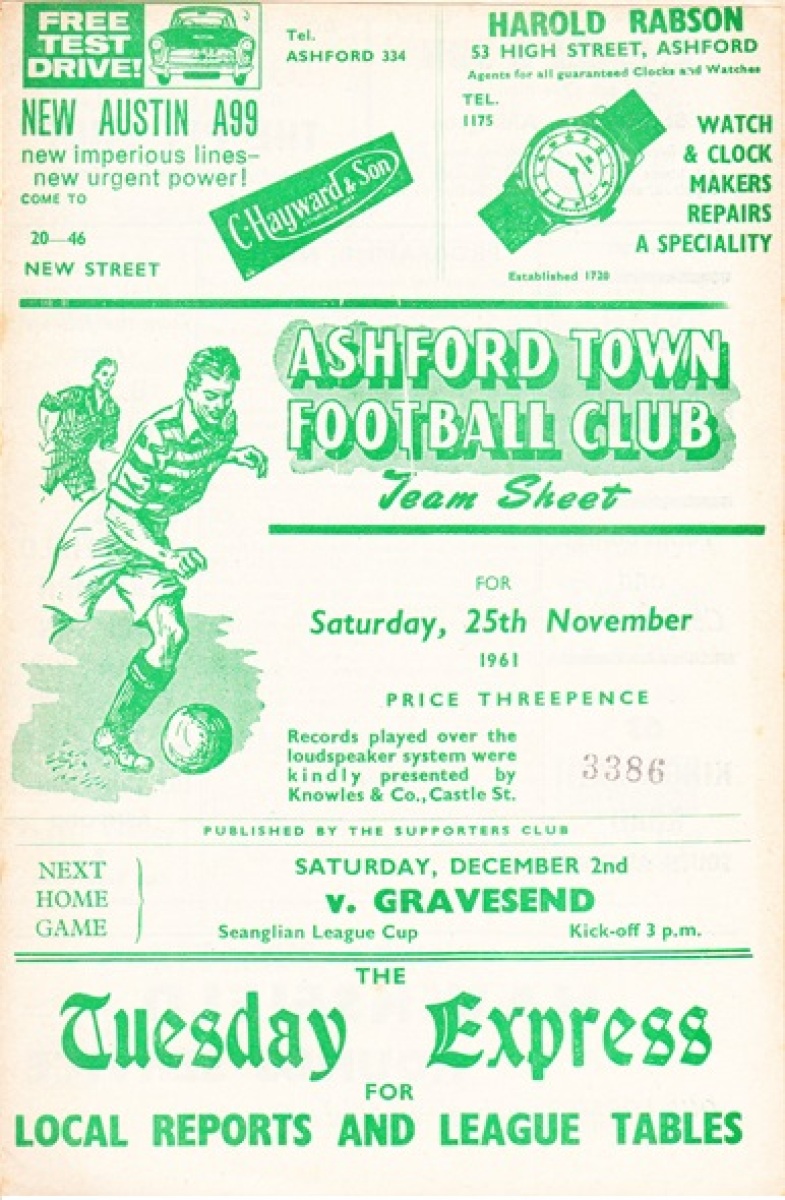 FREE
TEST
DRIVE!
NEW AUSTIN A99
new imperious lines—
new urgent power!
COME TO
20—46
NEW STREET
Tel.
ASHFORD 334
C. Hayward & Son
HAROLD RABSON
53 HIGH STREET, ASHFORD
Agents for all guaranteed Clocks and Watches
TEL.
1175
WATCH
& CLOCK
MAKERS
REPAIRS
A SPECIALITY
Established 1720
ASHFORD TOWN
FOOTBALL CLUB
Team Sheet
FOR
Saturday, 25th November
1961
PRICE THREEPENCE
Records played over the
loudspeaker system were
kindly presented by
Knowles & Co., Castle St.
3386
PUBLISHED BY THE SUPPORTERS CLUB
NEXT
HOME
GAME
SATURDAY, DECEMBER 2nd
v. GRAVESEND
Seanglian League Cup
Kick-off 3 p.m.
THE
Tuesday Express
FOR
LOCAL REPORTS AND LEAGUE TABLES